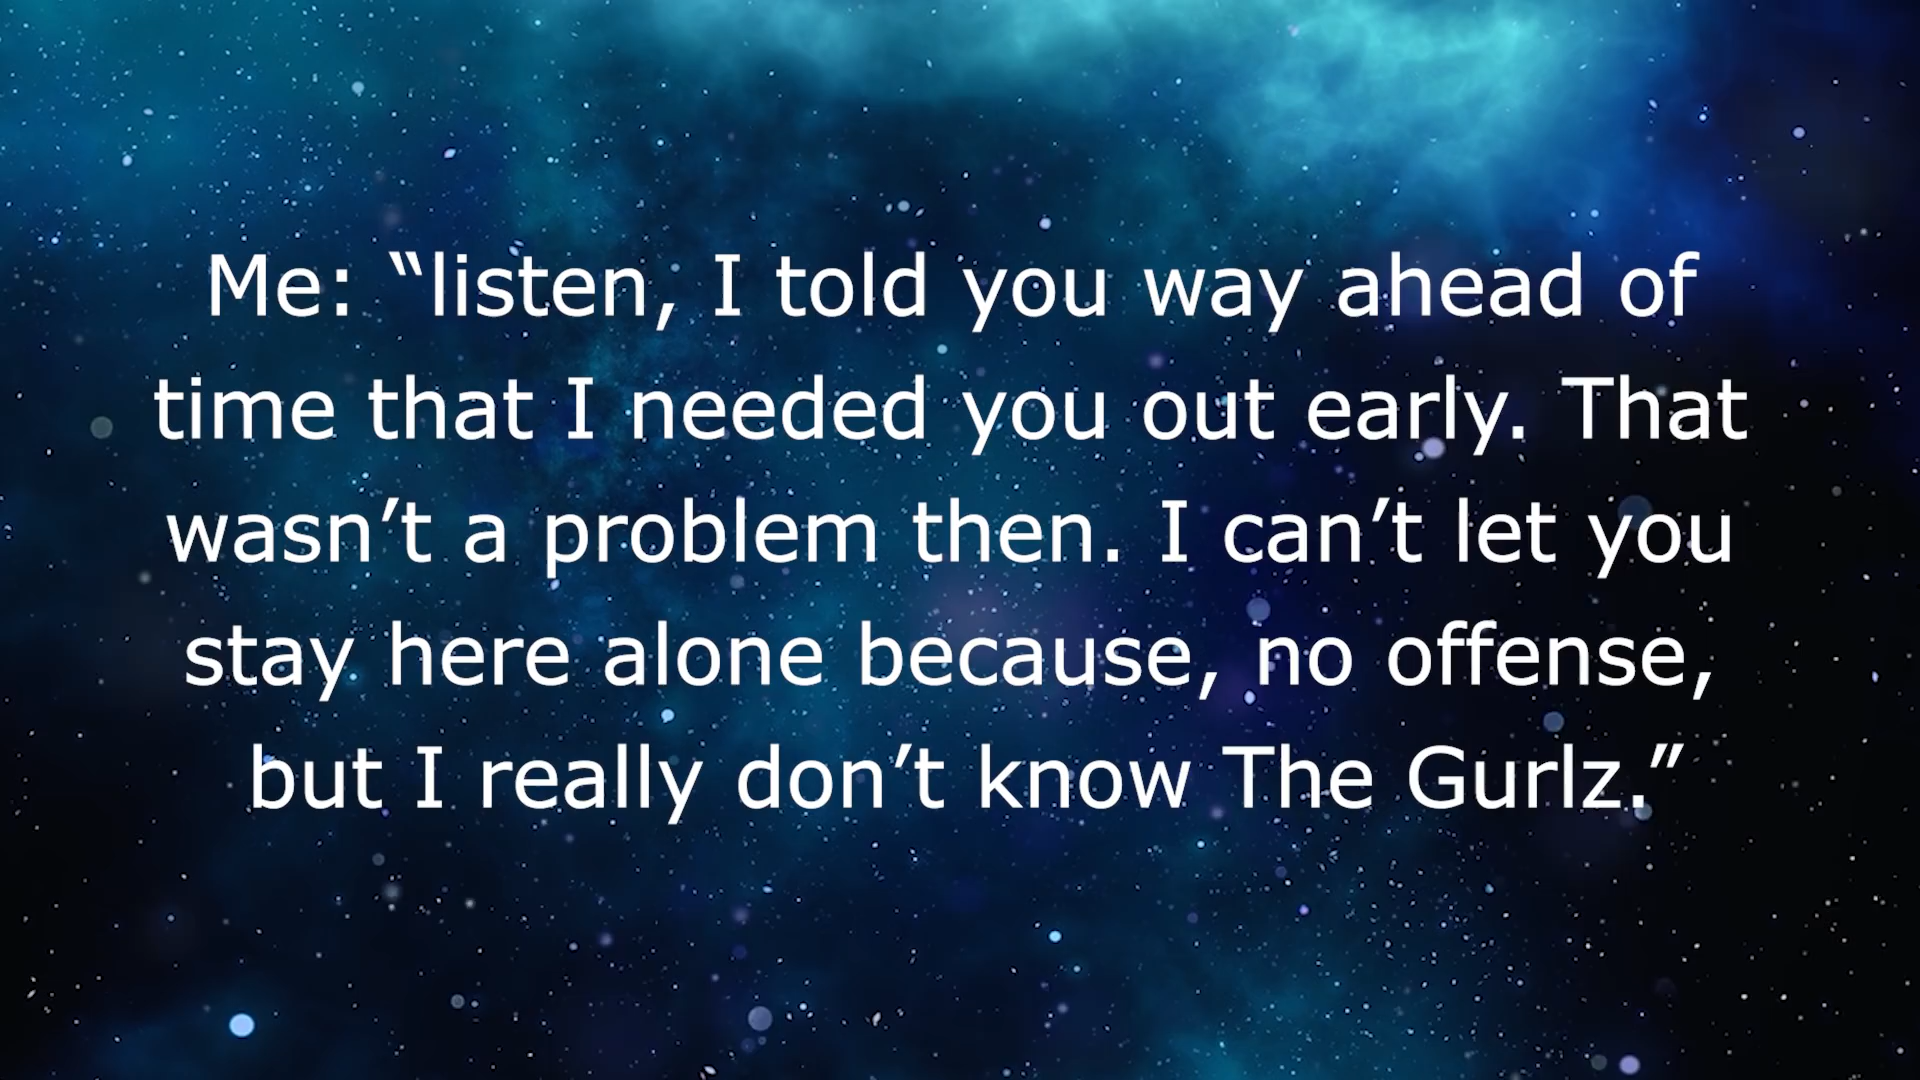 Me: “listen, I told you way ahead of
time that I needed you out early. That
wasn’t a problem then. I can’t let you
stay here alone because, no offense,
but I really don’t know The Gurlz.”